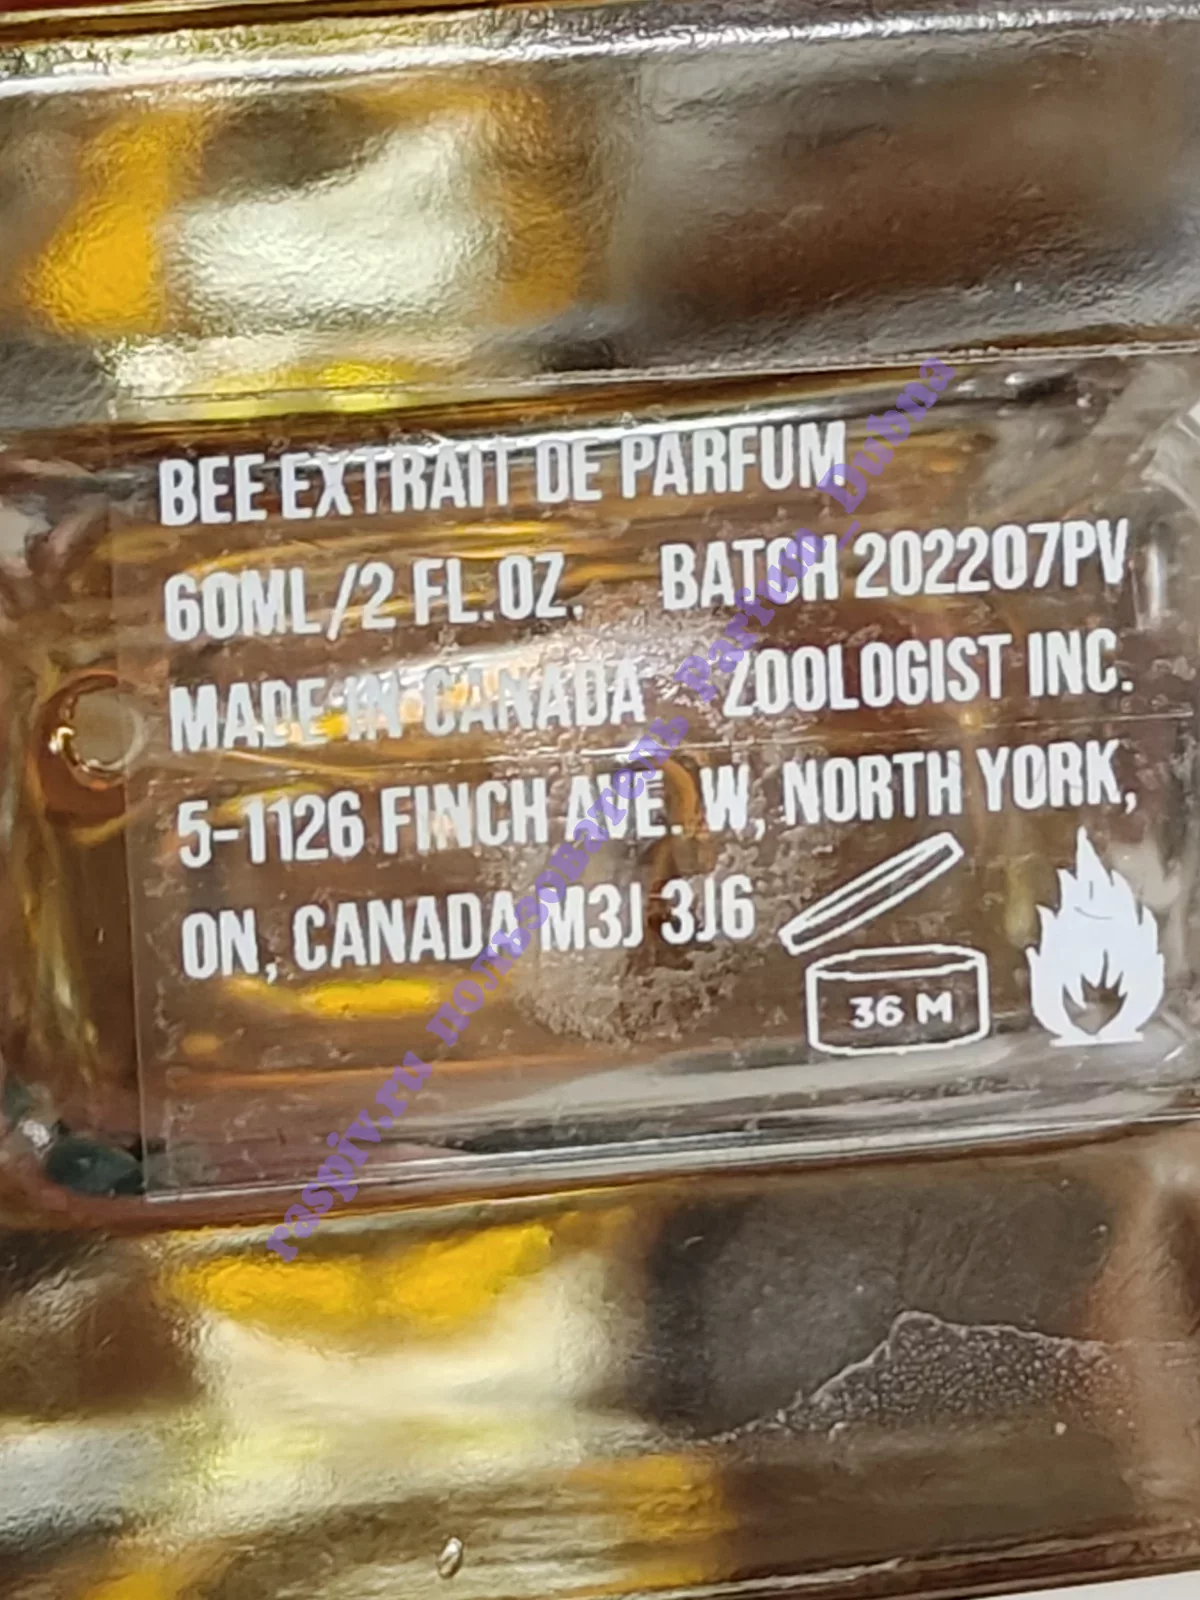 BEE EXTRAIT DE PARFUM
60ML/2 FL.OZ. BATCH 202207PV
MADE IN CANADA ZOOLOGIST INC.
5-1126 FINCH AVE. W, NORTH YORK,
ON, CANADA M3J 3J6
36 M
raspiv.ru пользователь Parfum_Dubna